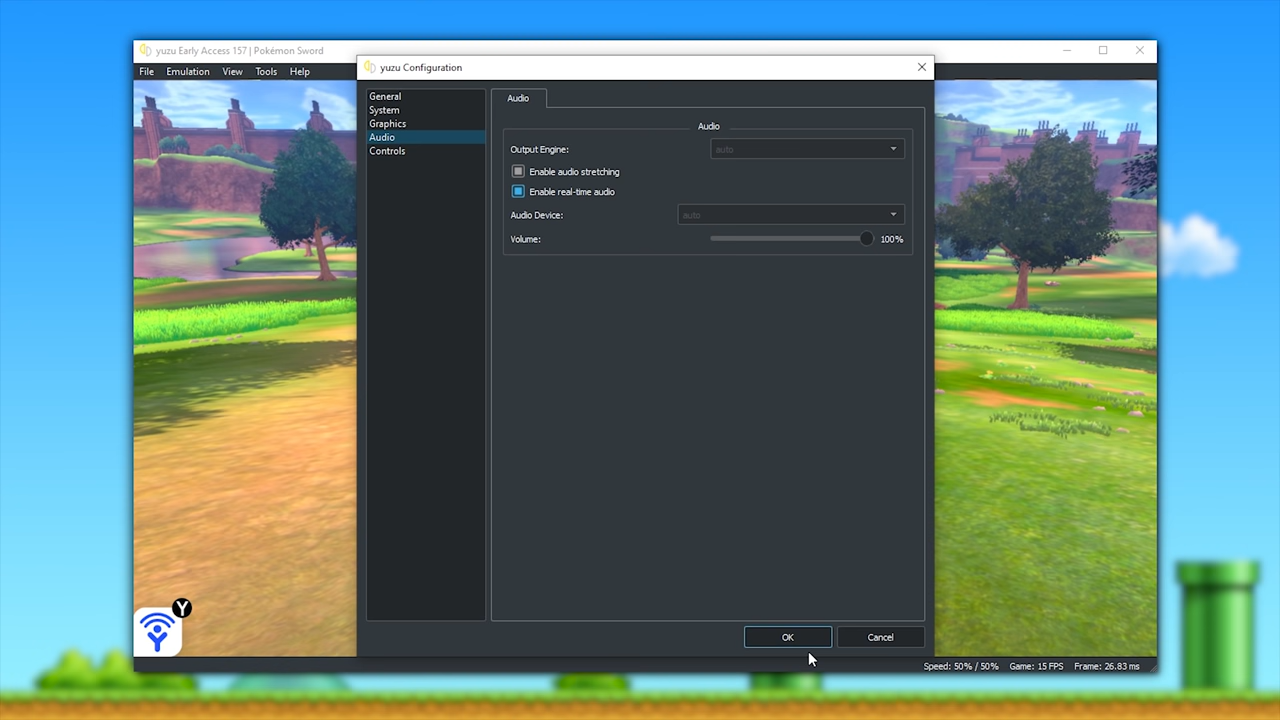 yuzu Early Access 157 | Pokémon Sword
File Emulation View Tools Help
yuzu Configuration
General
System
Graphics
Audio
Controls
Audio
Audio
Output Engine: auto
Enable audio stretching
Enable real-time audio
Audio Device: auto
Volume: 100%
OK Cancel
Y
Speed: 50% / 50% Game: 15 FPS Frame: 26.83 ms